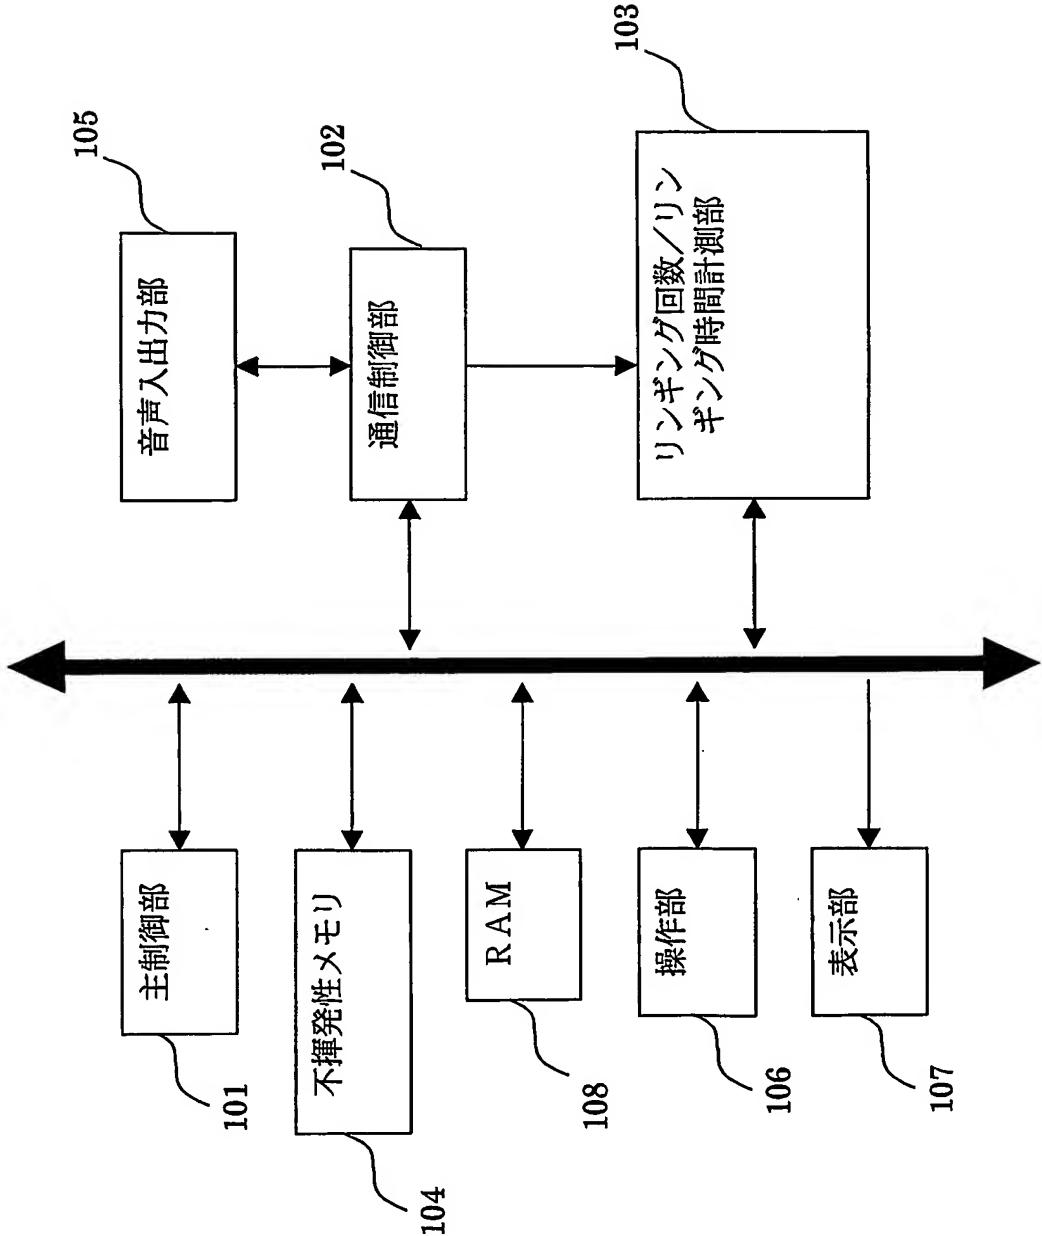 101
主制御部
104
不揮発性メモリ
108
RAM
106
操作部
107
表示部
105
音声入出力部
102
通信制御部
103
リンギング回数/リン
ギング時間計測部